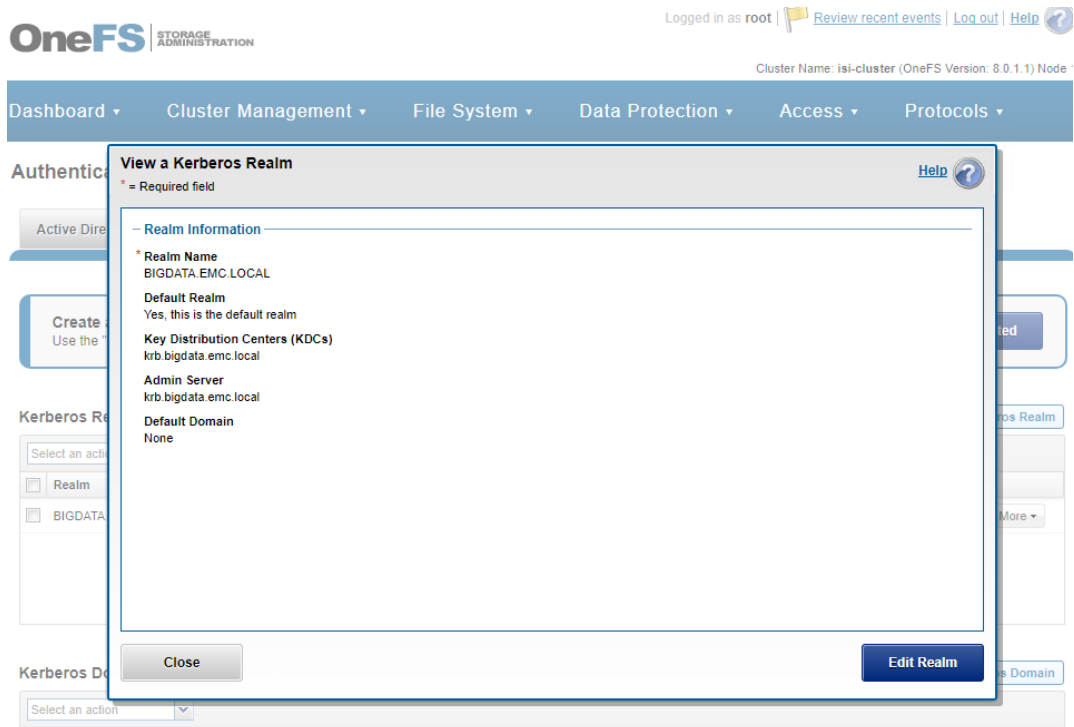 Logged in as root | Review recent events | Log out | Help
OneFS STORAGE ADMINISTRATION
Cluster Name: isi-cluster (OneFS Version: 8.0.1.1) Node
Dashboard Cluster Management File System Data Protection Access Protocols
View a Kerberos Realm
Help
* = Required field
Active Dire
Realm Information
* Realm Name
BIGDATA.EMC.LOCAL
Default Realm
Yes, this is the default realm
Create
Use the "
Key Distribution Centers (KDCs)
krb.bigdata.emc.local
Admin Server
krb.bigdata.emc.local
Kerberos Re
Default Domain
None
Realm
Select an actio
Realm
BIGDATA
More
Close
Edit Realm
Kerberos Do
Domain
Select an action